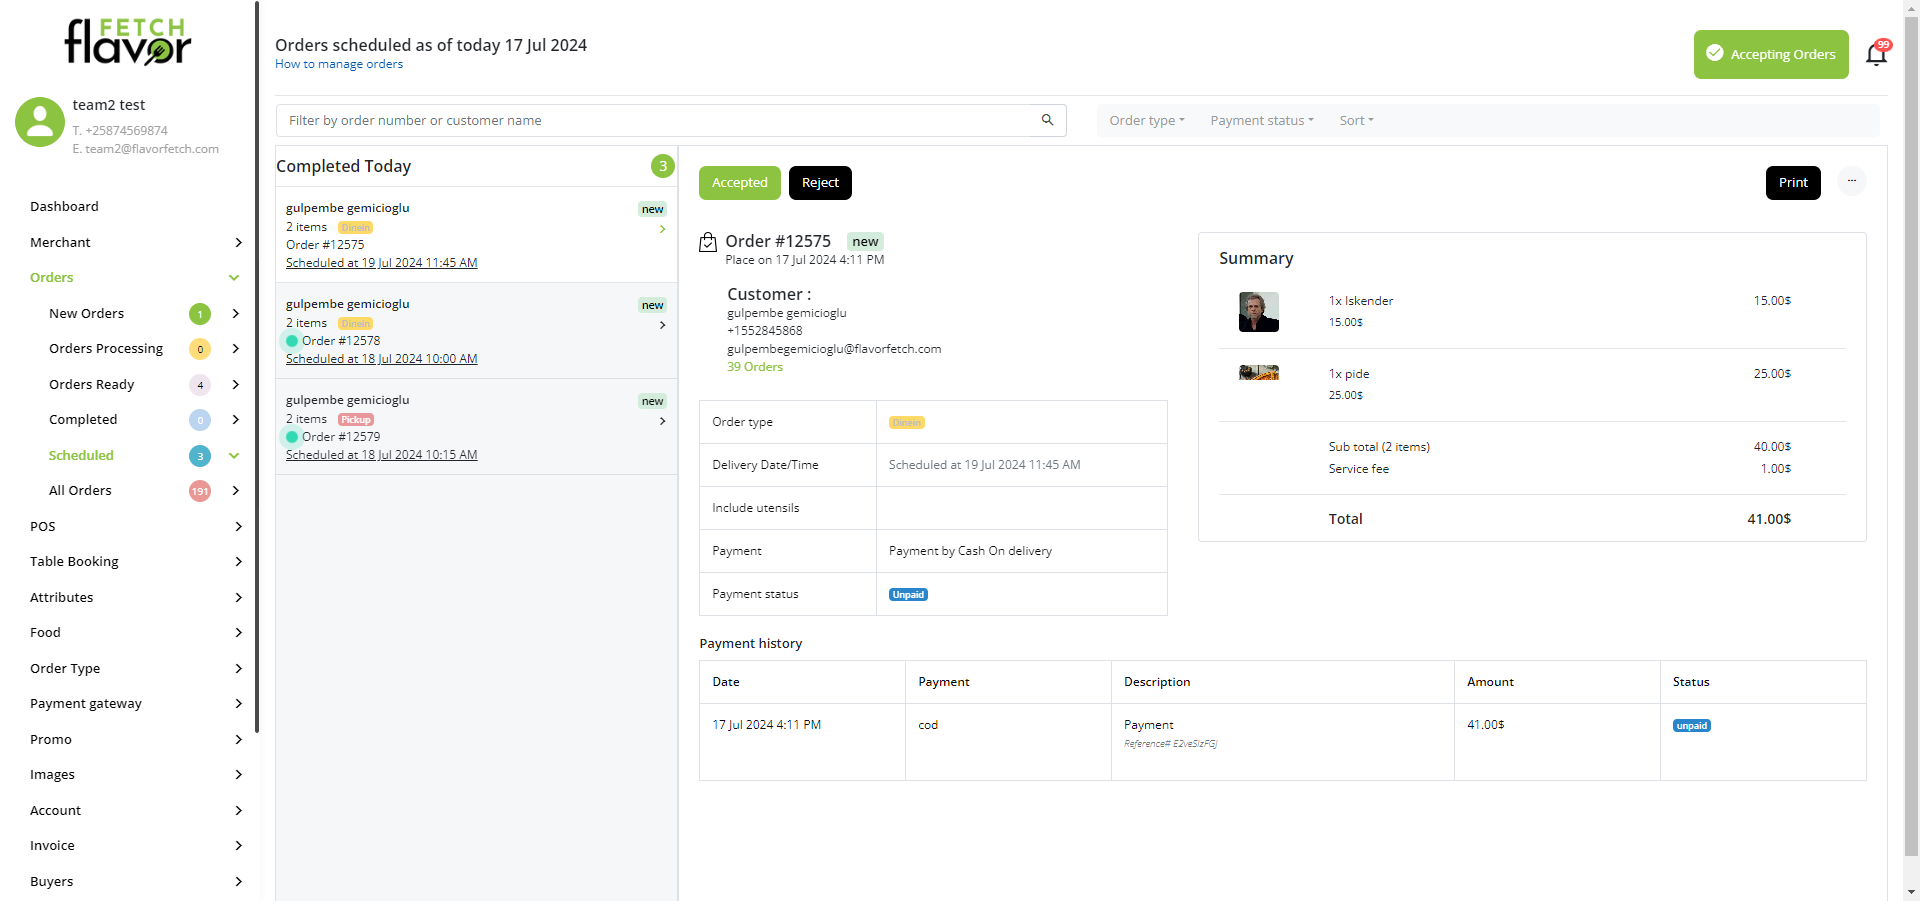 FETCH
flavor
team2 test
T. +25874569874
E. team2@flavorfetch.com
Dashboard
Merchant
Orders
New Orders 1
Orders Processing 0
Orders Ready 4
Completed 0
Scheduled 3
All Orders 191
POS
Table Booking
Attributes
Food
Order Type
Payment gateway
Promo
Images
Account
Invoice
Buyers
Orders scheduled as of today 17 Jul 2024
How to manage orders
Accepting Orders
99
Filter by order number or customer name
Order type Payment status Sort
Completed Today 3
gulpembe gemicioglu new
2 items Dinein
Order #12575
Scheduled at 19 Jul 2024 11:45 AM
gulpembe gemicioglu new
2 items Dinein
Order #12578
Scheduled at 18 Jul 2024 10:00 AM
gulpembe gemicioglu new
2 items Pickup
Order #12579
Scheduled at 18 Jul 2024 10:15 AM
Accepted Reject Print ...
Order #12575 new
Place on 17 Jul 2024 4:11 PM
Customer :
gulpembe gemicioglu
+1552845868
gulpembegemicioglu@flavorfetch.com
39 Orders
Order type Dinein
Delivery Date/Time Scheduled at 19 Jul 2024 11:45 AM
Include utensils
Payment Payment by Cash On delivery
Payment status Unpaid
Summary
1x Iskender 15.00$
15.00$
1x pide 25.00$
25.00$
Sub total (2 items) 40.00$
Service fee 1.00$
Total 41.00$
Payment history
Date Payment Description Amount Status
17 Jul 2024 4:11 PM cod Payment 41.00$ unpaid
Reference# E2veSizFGJ